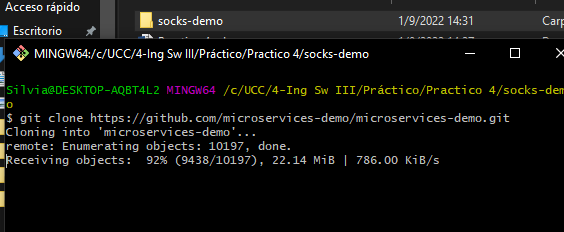 Acceso rápido
socks-demo 1/9/2022 14:31 Carp
Escritorio
MINGW64:/c/UCC/4-Ing Sw III/Práctico/Practico 4/socks-demo
Silvia@DESKTOP-AQBT4L2 MINGW64 /c/UCC/4-Ing Sw III/Práctico/Practico 4/socks-dem
o
$ git clone https://github.com/microservices-demo/microservices-demo.git
Cloning into 'microservices-demo'...
remote: Enumerating objects: 10197, done.
Receiving objects:  92% (9438/10197), 22.14 MiB | 786.00 KiB/s